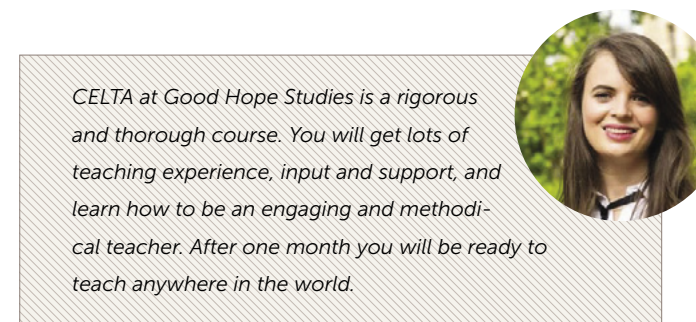 CELTA at Good Hope Studies is a rigorous
and thorough course. You will get lots of
teaching experience, input and support, and
learn how to be an engaging and methodi-
cal teacher. After one month you will be ready to
teach anywhere in the world.